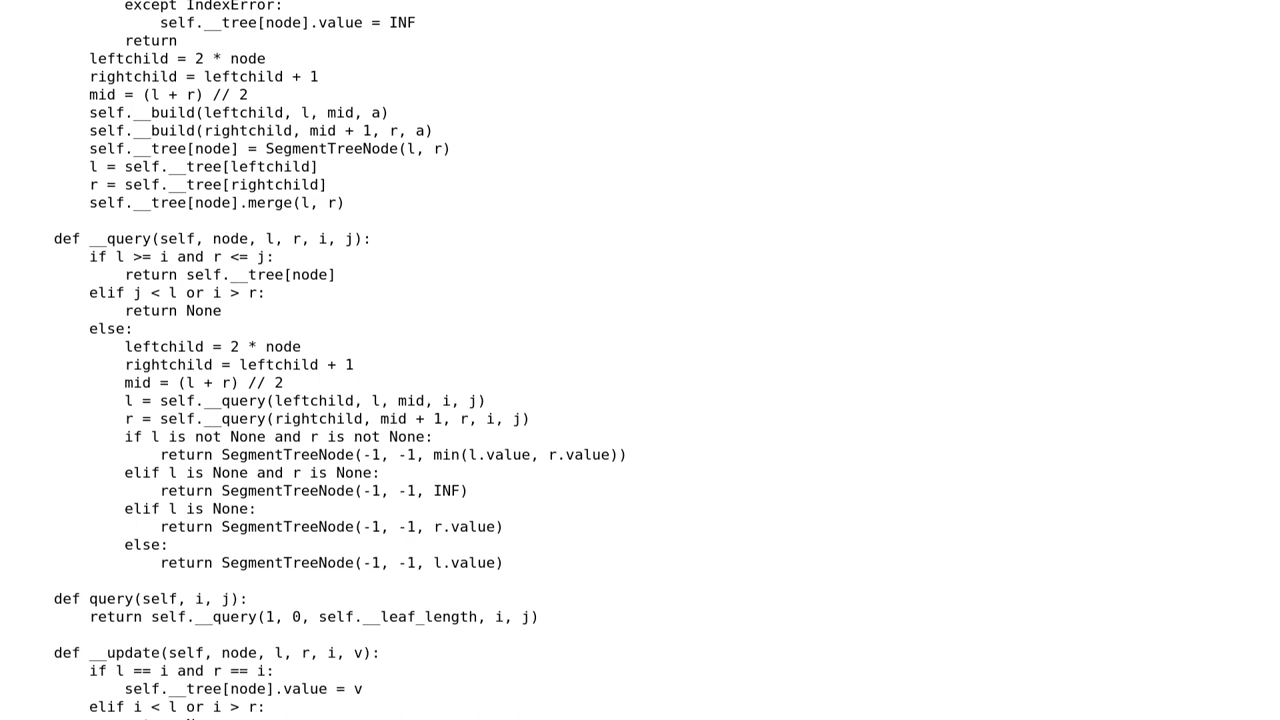 except IndexError:
self.__tree[node].value = INF
return
leftchild = 2 * node
rightchild = leftchild + 1
mid = (l + r) // 2
self.__build(leftchild, l, mid, a)
self.__build(rightchild, mid + 1, r, a)
self.__tree[node] = SegmentTreeNode(l, r)
l = self.__tree[leftchild]
r = self.__tree[rightchild]
self.__tree[node].merge(l, r)
def __query(self, node, l, r, i, j):
if l >= i and r <= j:
return self.__tree[node]
elif j < l or i > r:
return None
else:
leftchild = 2 * node
rightchild = leftchild + 1
mid = (l + r) // 2
l = self.__query(leftchild, l, mid, i, j)
r = self.__query(rightchild, mid + 1, r, i, j)
if l is not None and r is not None:
return SegmentTreeNode(-1, -1, min(l.value, r.value))
elif l is None and r is None:
return SegmentTreeNode(-1, -1, INF)
elif l is None:
return SegmentTreeNode(-1, -1, r.value)
else:
return SegmentTreeNode(-1, -1, l.value)
def query(self, i, j):
return self.__query(1, 0, self.__leaf_length, i, j)
def __update(self, node, l, r, i, v):
if l == i and r == i:
self.__tree[node].value = v
elif i < l or i > r: